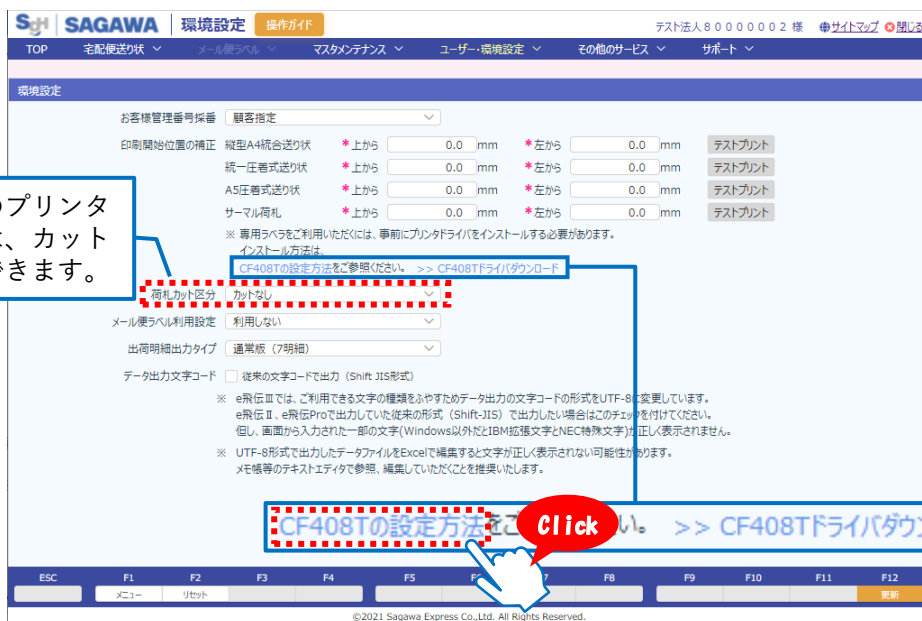 SGH SAGAWA 環境設定 操作ガイド テスト法人80000002 様 サイトマップ 閉じる
TOP 宅配便送り状 メール便ラベル マスタメンテナンス ユーザー・環境設定 その他のサービス サポート
環境設定
お客様管理番号採番 顧客指定
印刷開始位置の補正 縦型A4統合送り状 *上から 0.0 mm *左から 0.0 mm テストプリント
統一圧着式送り状 *上から 0.0 mm *左から 0.0 mm テストプリント
A5圧着式送り状 *上から 0.0 mm *左から 0.0 mm テストプリント
サーマル荷札 *上から 0.0 mm *左から 0.0 mm テストプリント
のプリンタ
は、カット
できます。
※ 専用ラベラをご利用いただくには、事前にプリンタドライバをインストールする必要があります。
インストール方法は、
CF408Tの設定方法をご参照ください。 >> CF408Tドライバダウンロード
荷札カット区分 カットなし
メール便ラベル利用設定 利用しない
出荷明細出力タイプ 通常版（7明細）
データ出力文字コード 従来の文字コードで出力（Shift JIS形式）
※ e飛伝Ⅲでは、ご利用できる文字の種類をふやすためデータ出力の文字コードの形式をUTF-8に変更しています。
e飛伝Ⅱ、e飛伝Proで出力していた従来の形式（Shift-JIS）で出力したい場合はこのチェックを付けてください。
但し、画面から入力された一部の文字(Windows以外だとIBM拡張文字とNEC特殊文字)が正しく表示されません。
※ UTF-8形式で出力したデータファイルをExcelで編集すると文字が正しく表示されない可能性があります。
メモ帳等のテキストエディタで参照、編集していただくことを推奨いたします。
CF408Tの設定方法をご Click い。 >> CF408Tドライバダウ
ESC F1 F2 F3 F4 F5 F6 F7 F8 F9 F10 F11 F12
メニュー リセット 更新
©2021 Sagawa Express Co.,Ltd. All Rights Reserved.